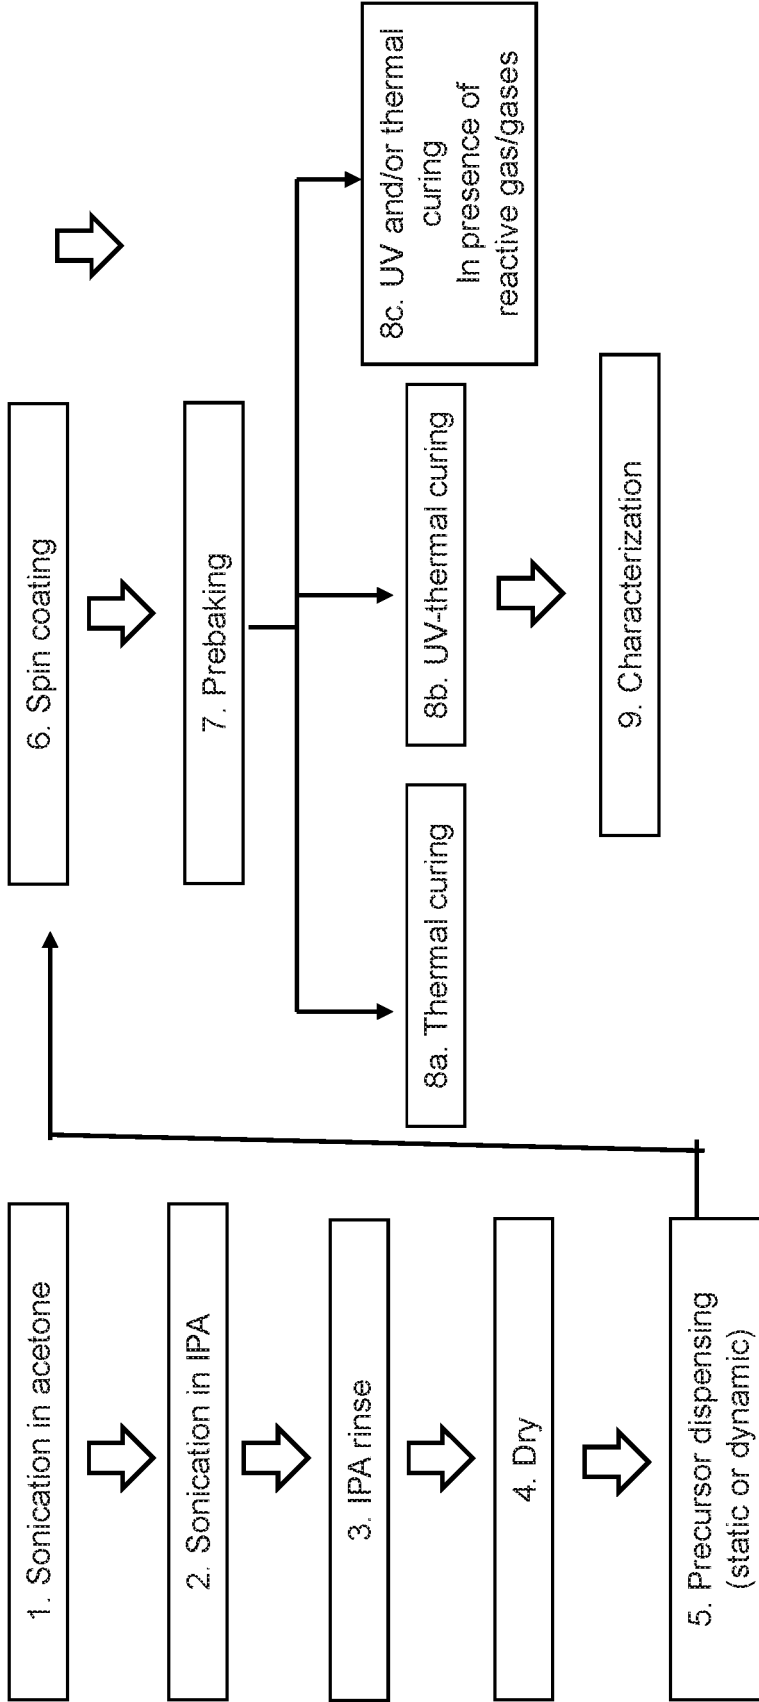 1. Sonication in acetone
2. Sonication in IPA
3. IPA rinse
4. Dry
5. Precursor dispensing
(static or dynamic)
6. Spin coating
7. Prebaking
8a. Thermal curing
8b. UV-thermal curing
8c. UV and/or thermal
curing
In presence of
reactive gas/gases
9. Characterization